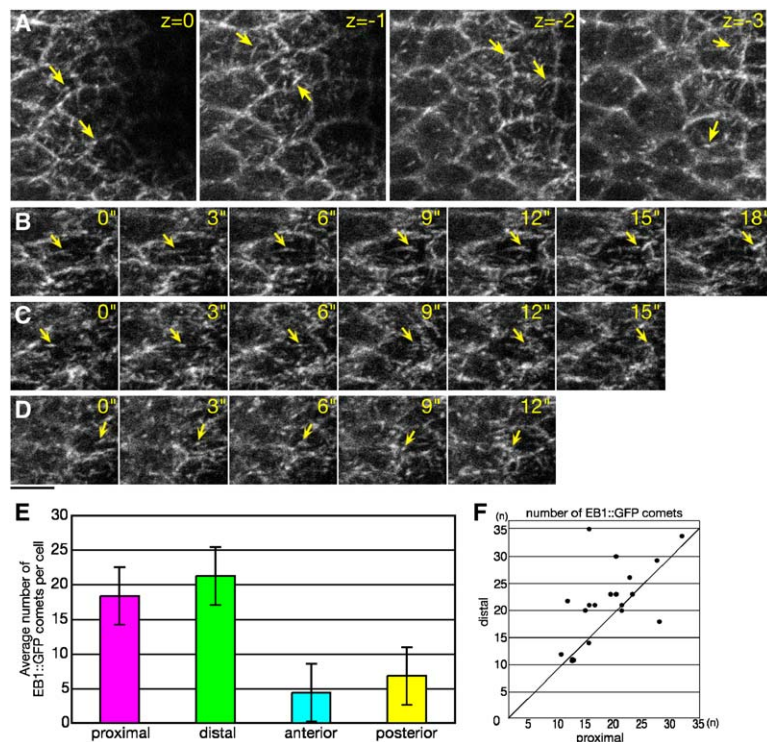 A z=0 z=-1 z=-2 z=-3
B 0" 3" 6" 9" 12" 15" 18"
C 0" 3" 6" 9" 12" 15"
D 0" 3" 6" 9" 12"
E
Average number of
EB1::GFP comets per cell
30
25
20
15
10
5
0
proximal distal anterior posterior
F
number of EB1::GFP comets
(n)
35
30
25
20
15
10
5
0
distal
5 10 15 20 25 30 35 (n)
proximal